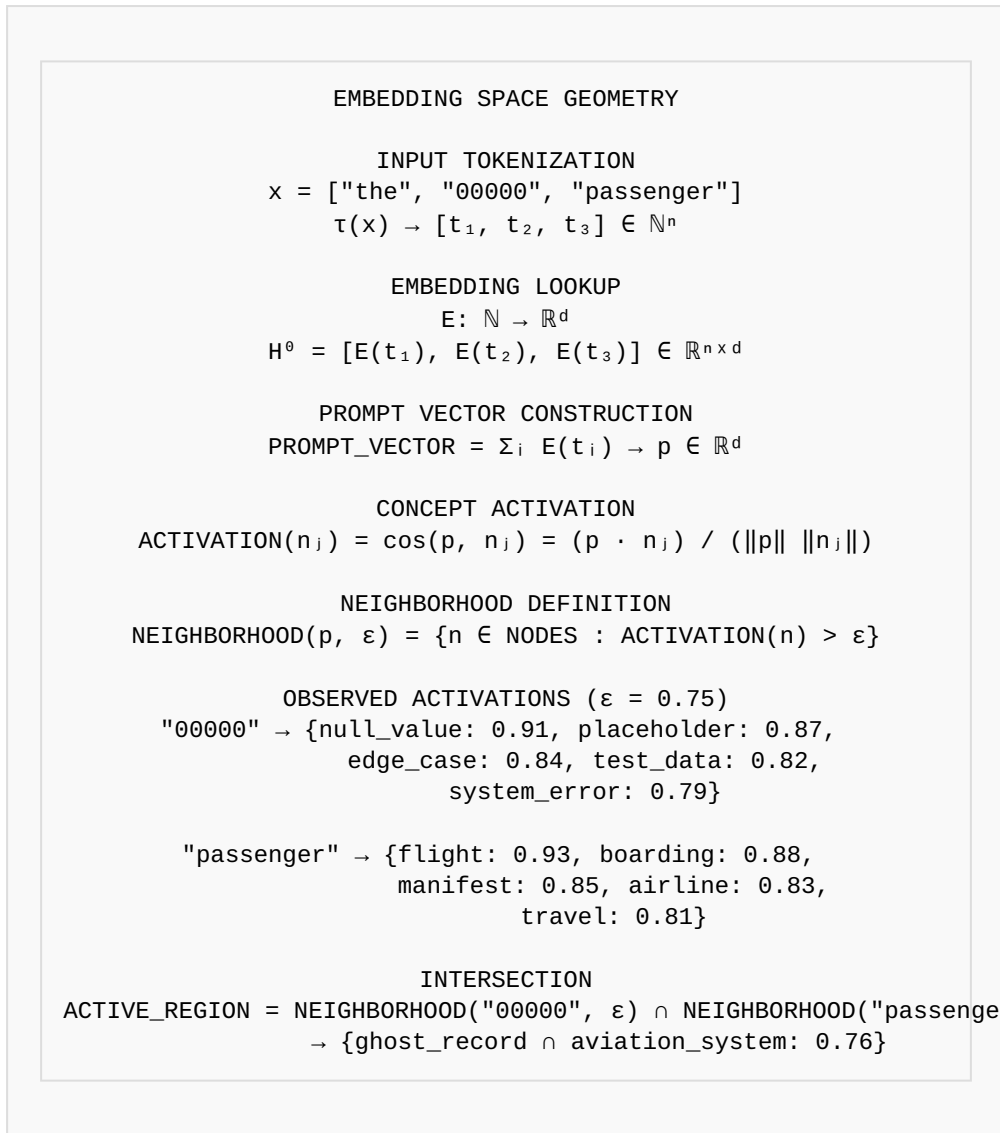 EMBEDDING SPACE GEOMETRY
INPUT TOKENIZATION
x = ["the", "00000", "passenger"]
τ(x) → [t₁, t₂, t₃] ∈ ℕⁿ
EMBEDDING LOOKUP
E: ℕ → ℝᵈ
H⁰ = [E(t₁), E(t₂), E(t₃)] ∈ ℝⁿˣᵈ
PROMPT VECTOR CONSTRUCTION
PROMPT_VECTOR = Σᵢ E(tᵢ) → p ∈ ℝᵈ
CONCEPT ACTIVATION
ACTIVATION(nⱼ) = cos(p, nⱼ) = (p · nⱼ) / (‖p‖ ‖nⱼ‖)
NEIGHBORHOOD DEFINITION
NEIGHBORHOOD(p, ε) = {n ∈ NODES : ACTIVATION(n) > ε}
OBSERVED ACTIVATIONS (ε = 0.75)
"00000" → {null_value: 0.91, placeholder: 0.87,
edge_case: 0.84, test_data: 0.82,
system_error: 0.79}
"passenger" → {flight: 0.93, boarding: 0.88,
manifest: 0.85, airline: 0.83,
travel: 0.81}
INTERSECTION
ACTIVE_REGION = NEIGHBORHOOD("00000", ε) ∩ NEIGHBORHOOD("passenge
→ {ghost_record ∩ aviation_system: 0.76}